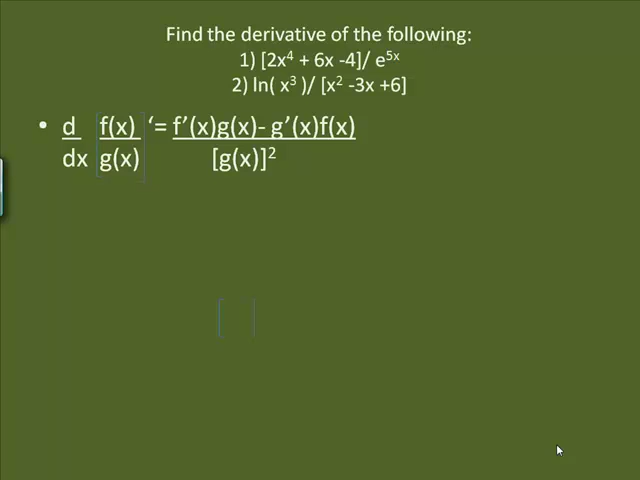 Find the derivative of the following:
1) [2x⁴ + 6x -4]/ e⁵ˣ
2) ln( x³ )/ [x² -3x +6]
• d f(x) ‘= f’(x)g(x)- g’(x)f(x)
dx g(x) [g(x)]²